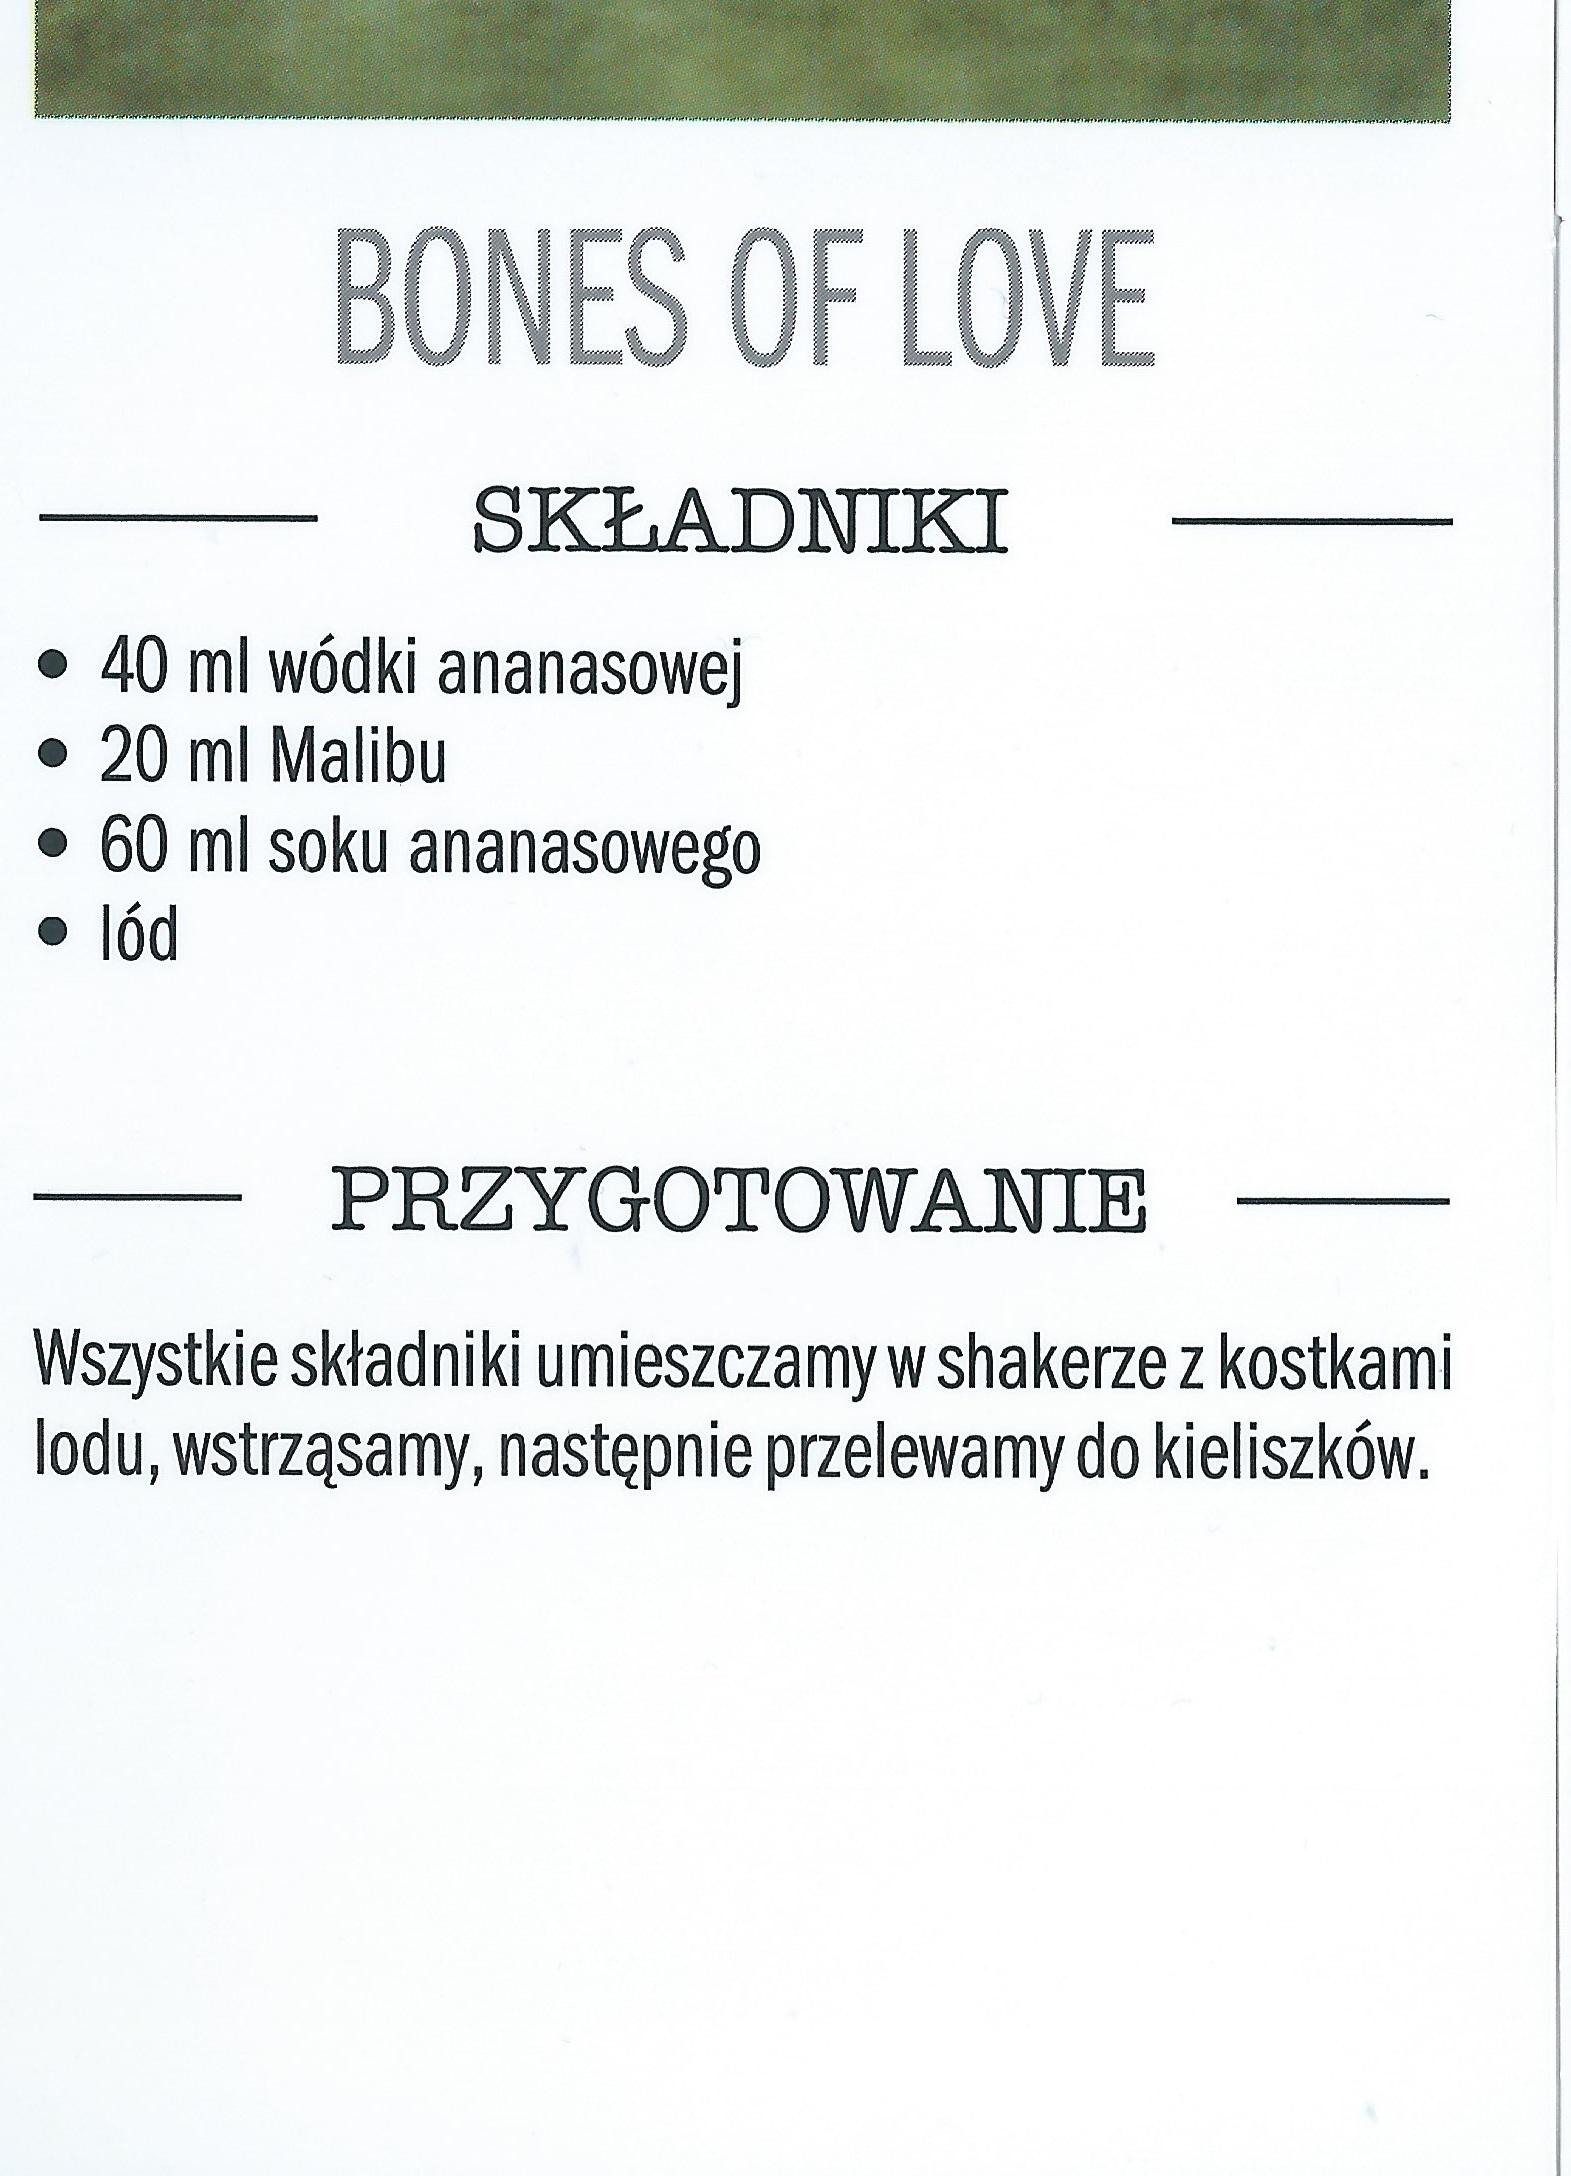 BONES OF LOVE
SKŁADNIKI
• 40 ml wódki ananasowej
• 20 ml Malibu
• 60 ml soku ananasowego
• lód
PRZYGOTOWANIE
Wszystkie składniki umieszczamy w shakerze z kostkami
lodu, wstrząsamy, następnie przelewamy do kieliszków.